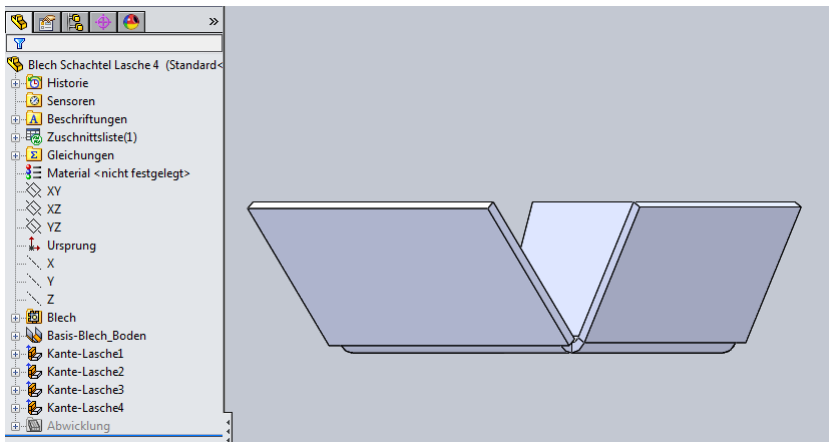 »
Blech Schachtel Lasche 4 (Standard<
Historie
Sensoren
A Beschriftungen
Zuschnittsliste(1)
Σ Gleichungen
Material <nicht festgelegt>
XY
XZ
YZ
Ursprung
X
Y
Z
Blech
Basis-Blech_Boden
Kante-Lasche1
Kante-Lasche2
Kante-Lasche3
Kante-Lasche4
Abwicklung